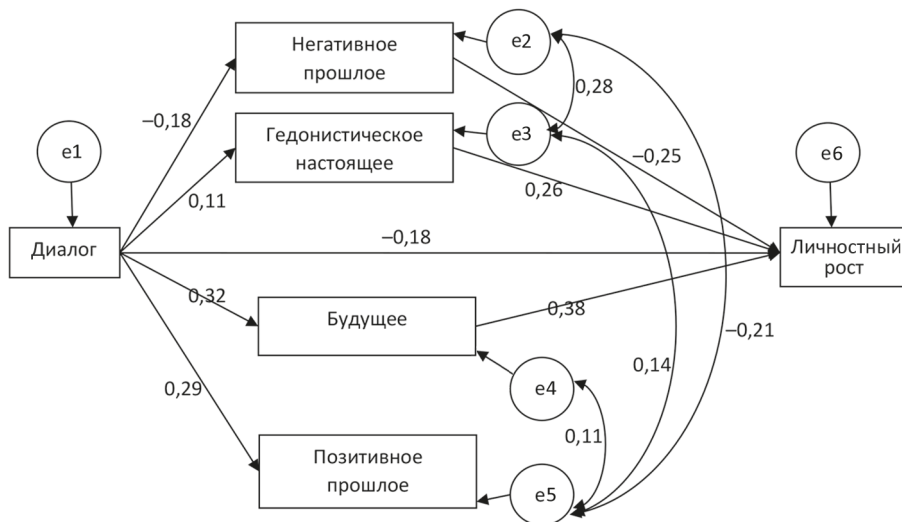 Негативное
прошлое
e2
0,28
–0,18
Гедонистическое
настоящее
e3
e1
e6
–0,25
0,26
0,11
Диалог
–0,18
Личностный
рост
0,32
Будущее
0,38
–0,21
0,14
e4
0,29
0,11
Позитивное
прошлое
e5